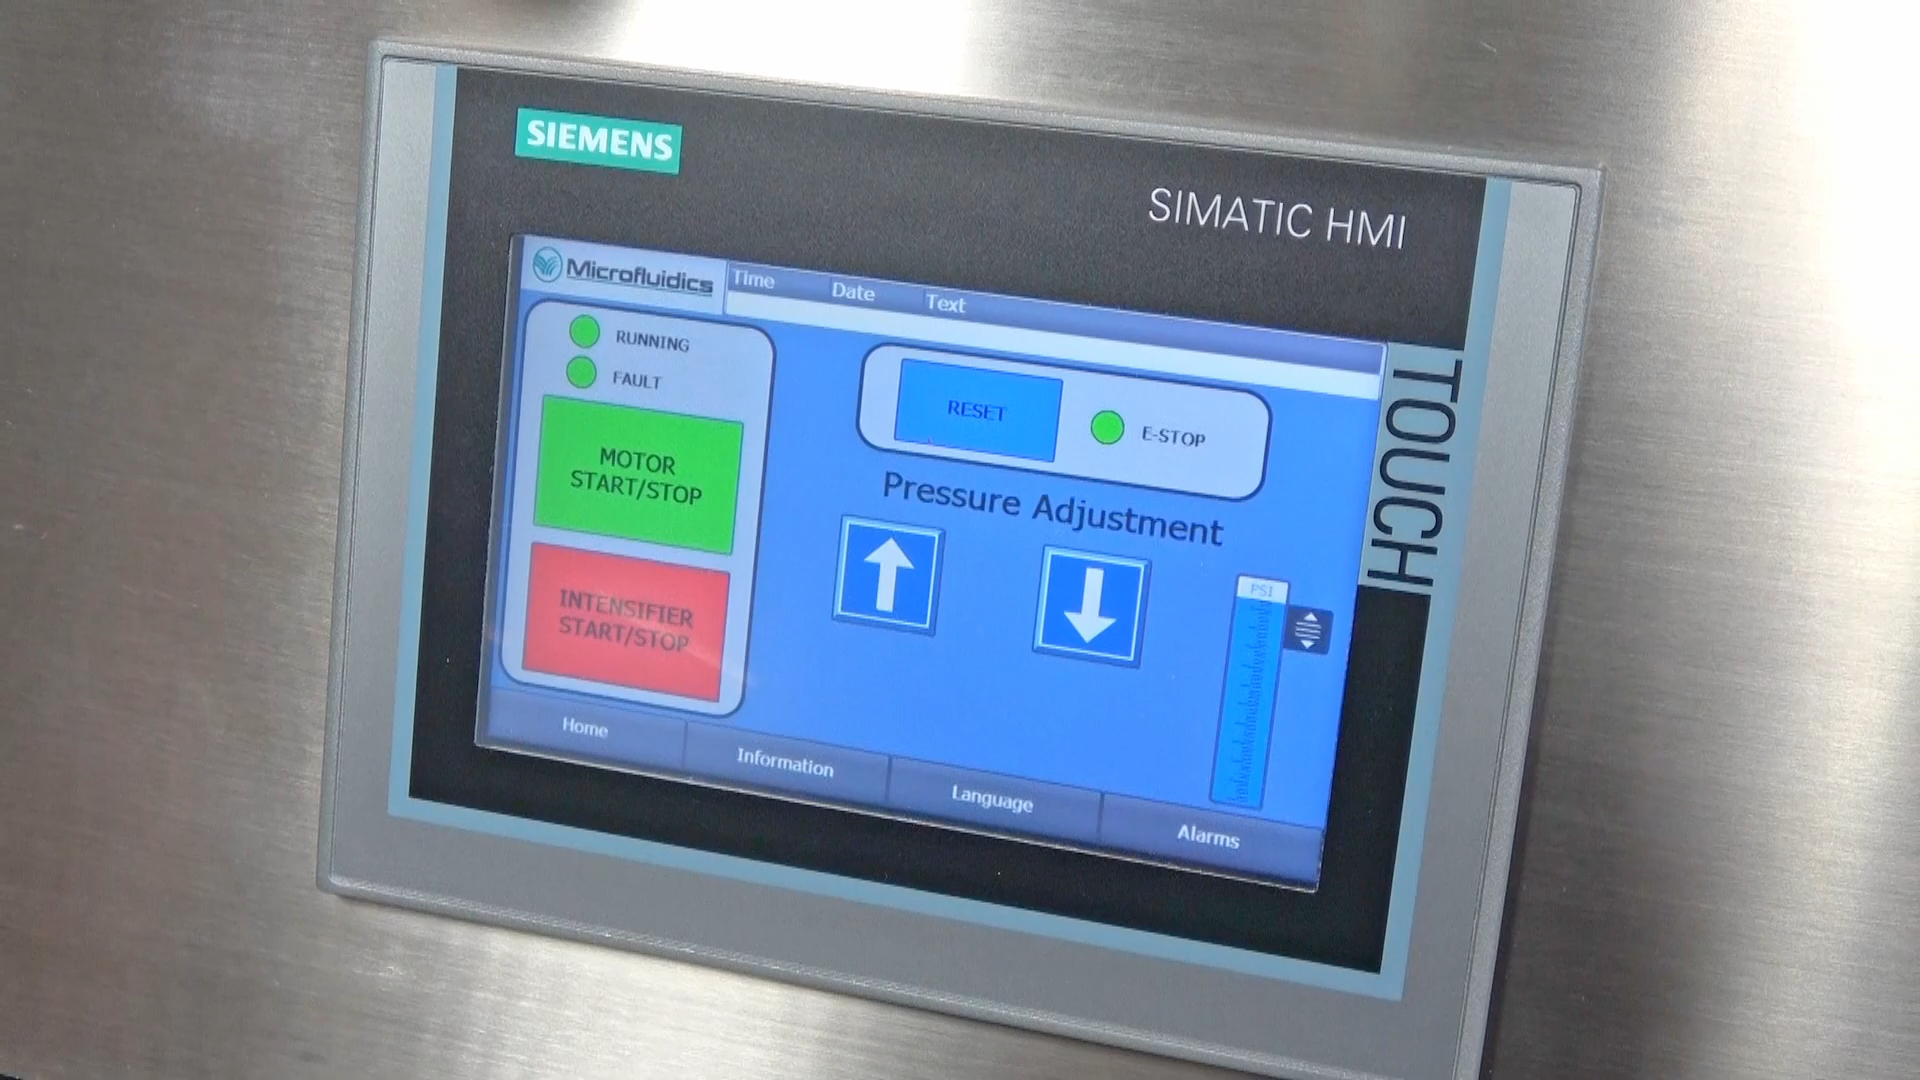 SIEMENS
SIMATIC HMI
TOUCH
Microfluidics
Time Date Text
RUNNING
FAULT
MOTOR
START/STOP
INTENSIFIER
START/STOP
RESET
E-STOP
Pressure Adjustment
PSI
Home
Information
Language
Alarms